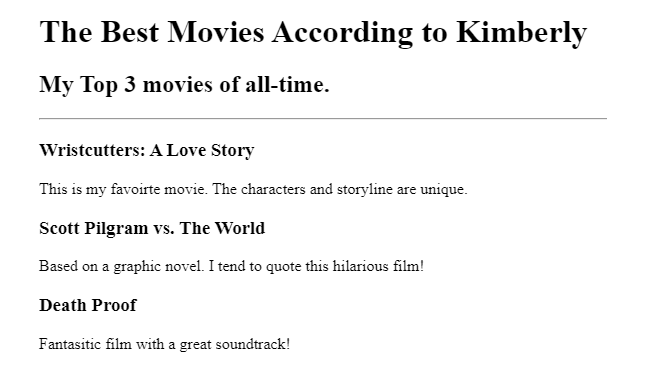 The Best Movies According to Kimberly
My Top 3 movies of all-time.
Wristcutters: A Love Story
This is my favoirte movie. The characters and storyline are unique.
Scott Pilgram vs. The World
Based on a graphic novel. I tend to quote this hilarious film!
Death Proof
Fantasitic film with a great soundtrack!